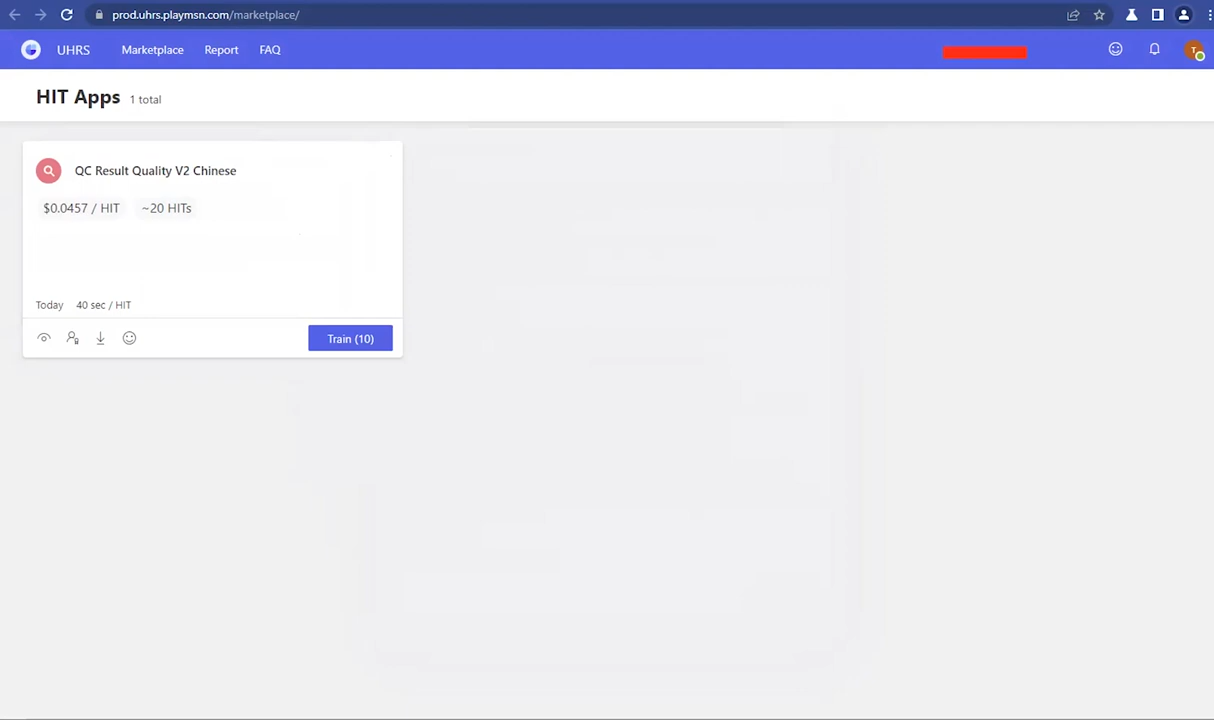 prod.uhrs.playmsn.com/marketplace/
UHRS Marketplace Report FAQ
T
HIT Apps 1 total
QC Result Quality V2 Chinese
$0.0457 / HIT ~20 HITs
Today 40 sec / HIT
Train (10)